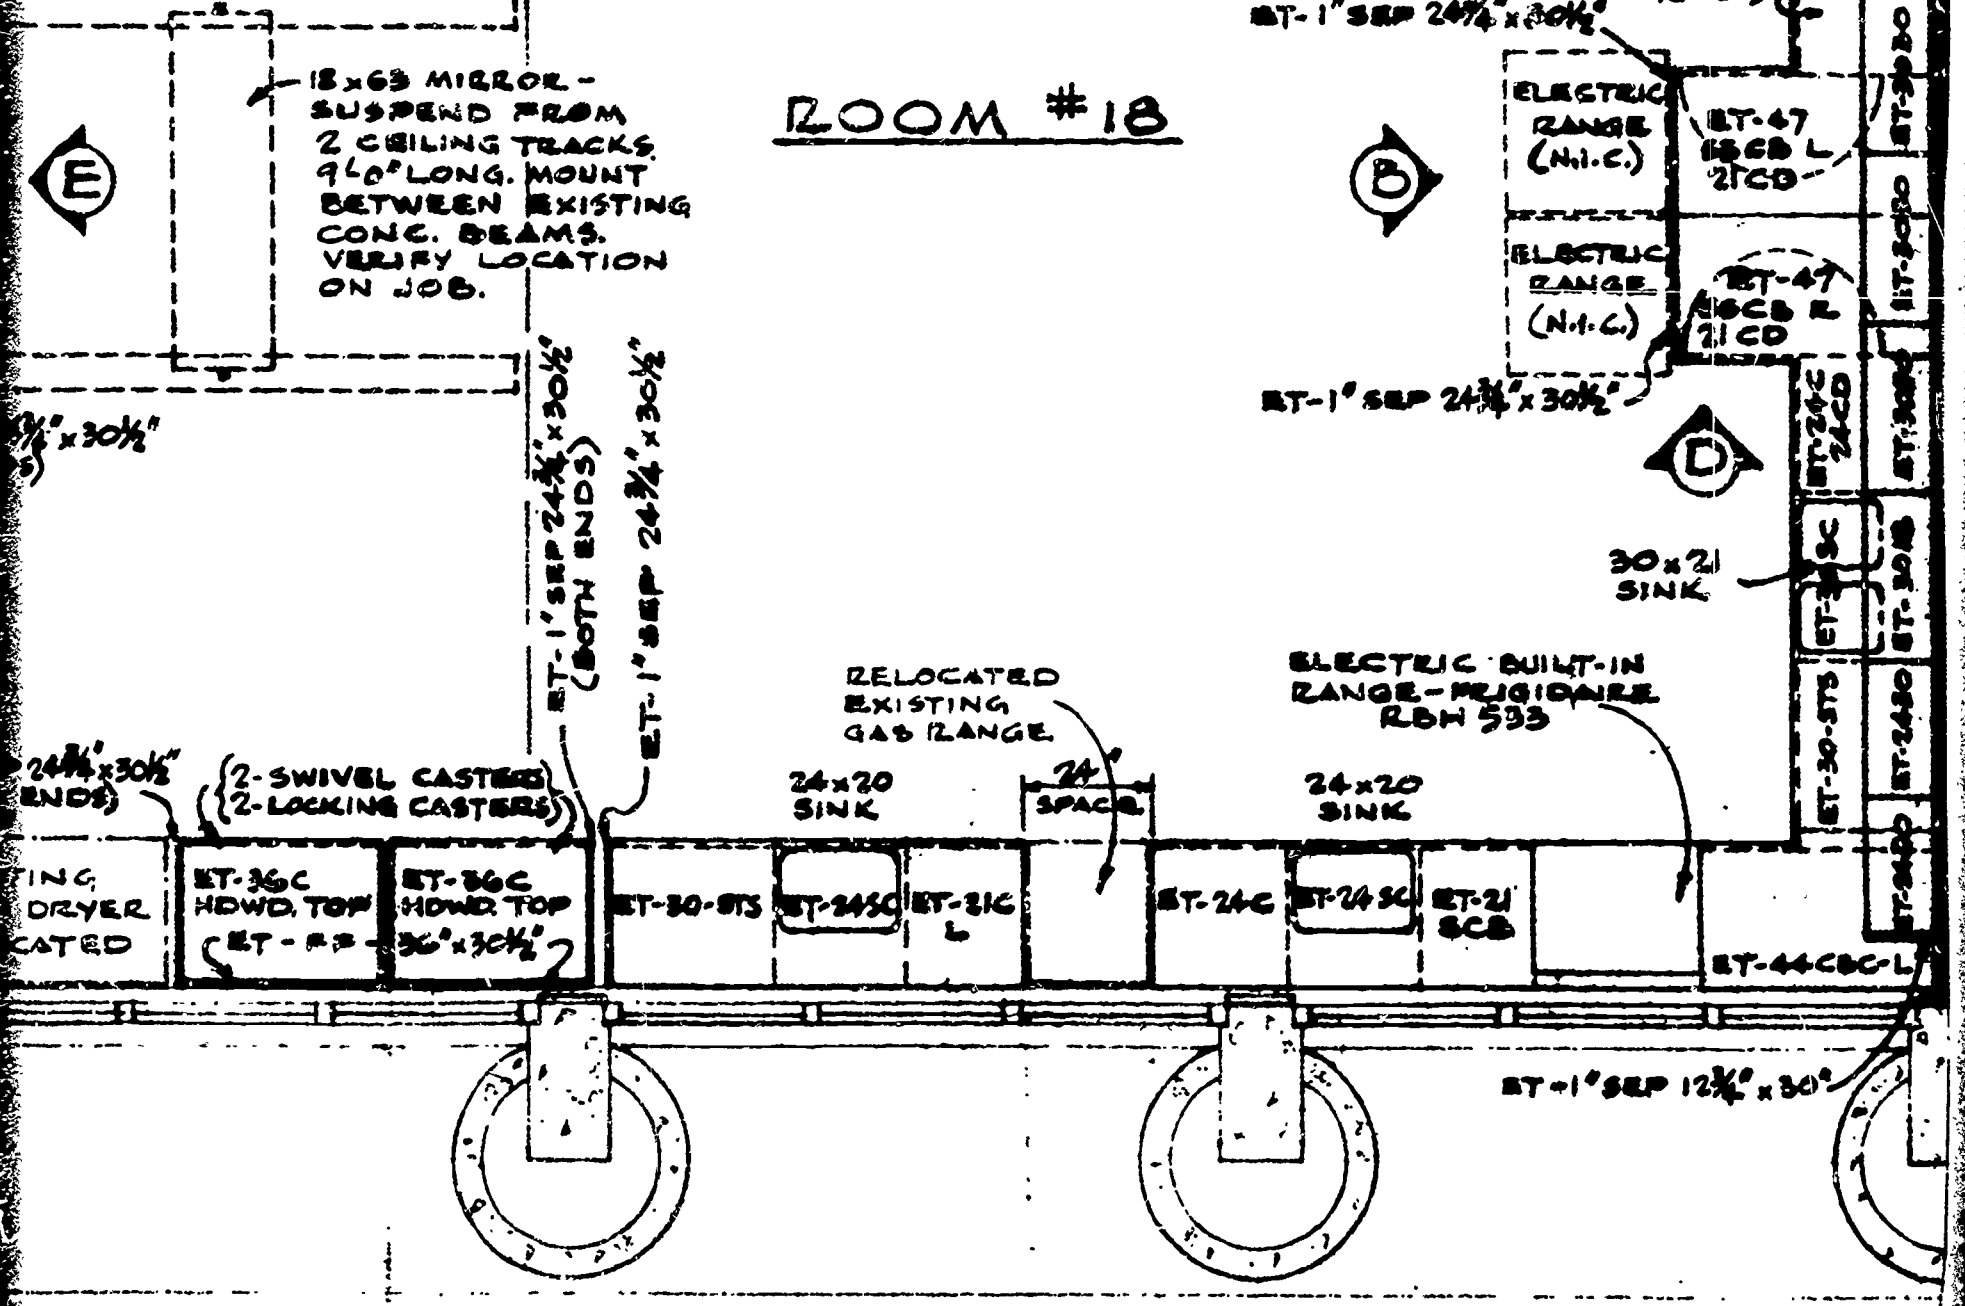 ET-1" SEP 24¾" x 30½"
18x63 MIRROR -
SUSPEND FROM
2 CEILING TRACKS
9'-0" LONG. MOUNT
BETWEEN EXISTING
CONC. BEAMS.
VERIFY LOCATION
ON JOB.
E
ROOM #18
B
ELECTRIC
RANGE
(N.I.C.)
ELECTRIC
RANGE
(N.I.C.)
ET-47
L
21CD
ET-47
R
21CD
ET-1" SEP 24¾" x 30½"
D
x 30½"
ET-1" SEP 24¾" x 30½"
(BOTH ENDS)
ET-1" SEP 24¾" x 30½"
ET-24C
24CD
30 x 21
SINK
ET-30-STS
RELOCATED
EXISTING
GAS RANGE
ELECTRIC BUILT-IN
RANGE - FRIGIDAIRE
RBH 533
24¾" x 30½"
ENDS)
{2-SWIVEL CASTERS}
{2-LOCKING CASTERS}
24 x 20
SINK
24"
SPACE
24 x 20
SINK
TING
DRYER
CATED
ET-36C
HDWD. TOP
ET-36C
HDWD. TOP
36" x 30½"
ET-30-STS
ET-24SC
ET-21C
L
ET-24C
ET-24SC
ET-21
SCB
ET-44CBC-L
ET-1" SEP 12¾" x 30"